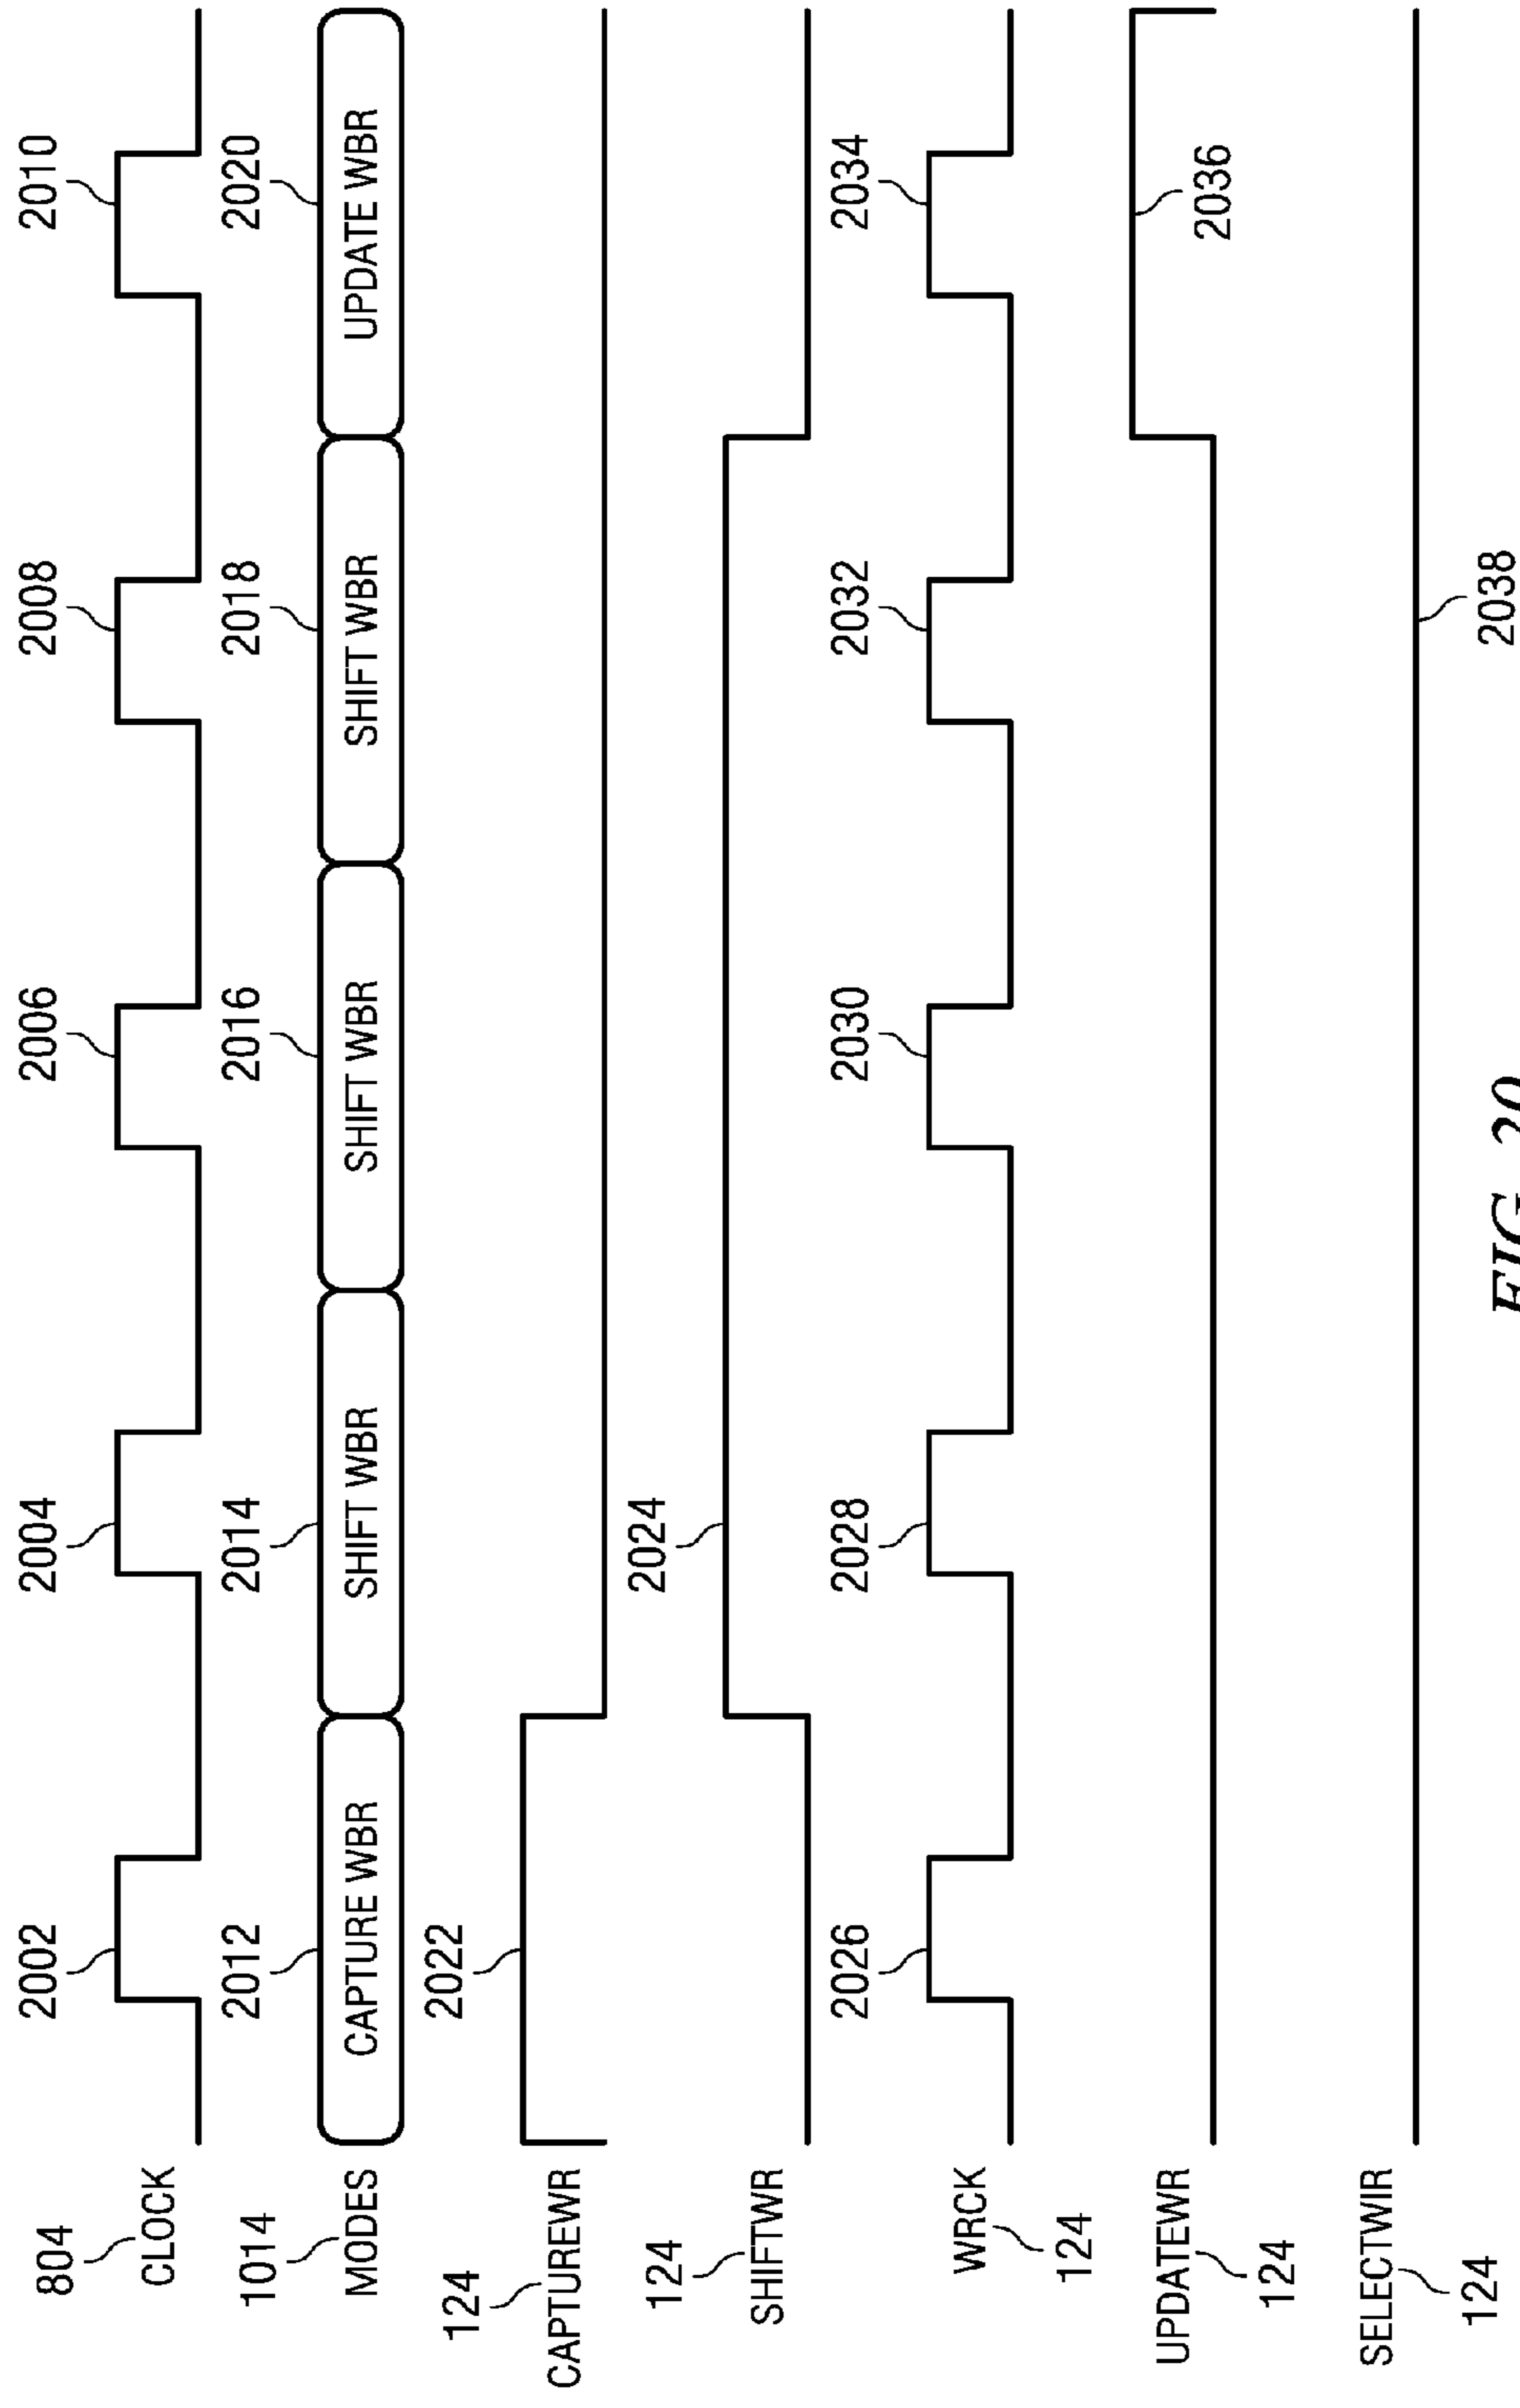 804
CLOCK
2002
2004
2006
2008
2010
1014
MODES
2012
2014
2016
2018
2020
CAPTURE WBR
SHIFT WBR
SHIFT WBR
SHIFT WBR
UPDATE WBR
124
CAPTUREWR
2022
124
SHIFTWR
2024
WRCK
124
2026
2028
2030
2032
2034
UPDATEWR
124
2036
SELECTWIR
124
2038
FIG. 20